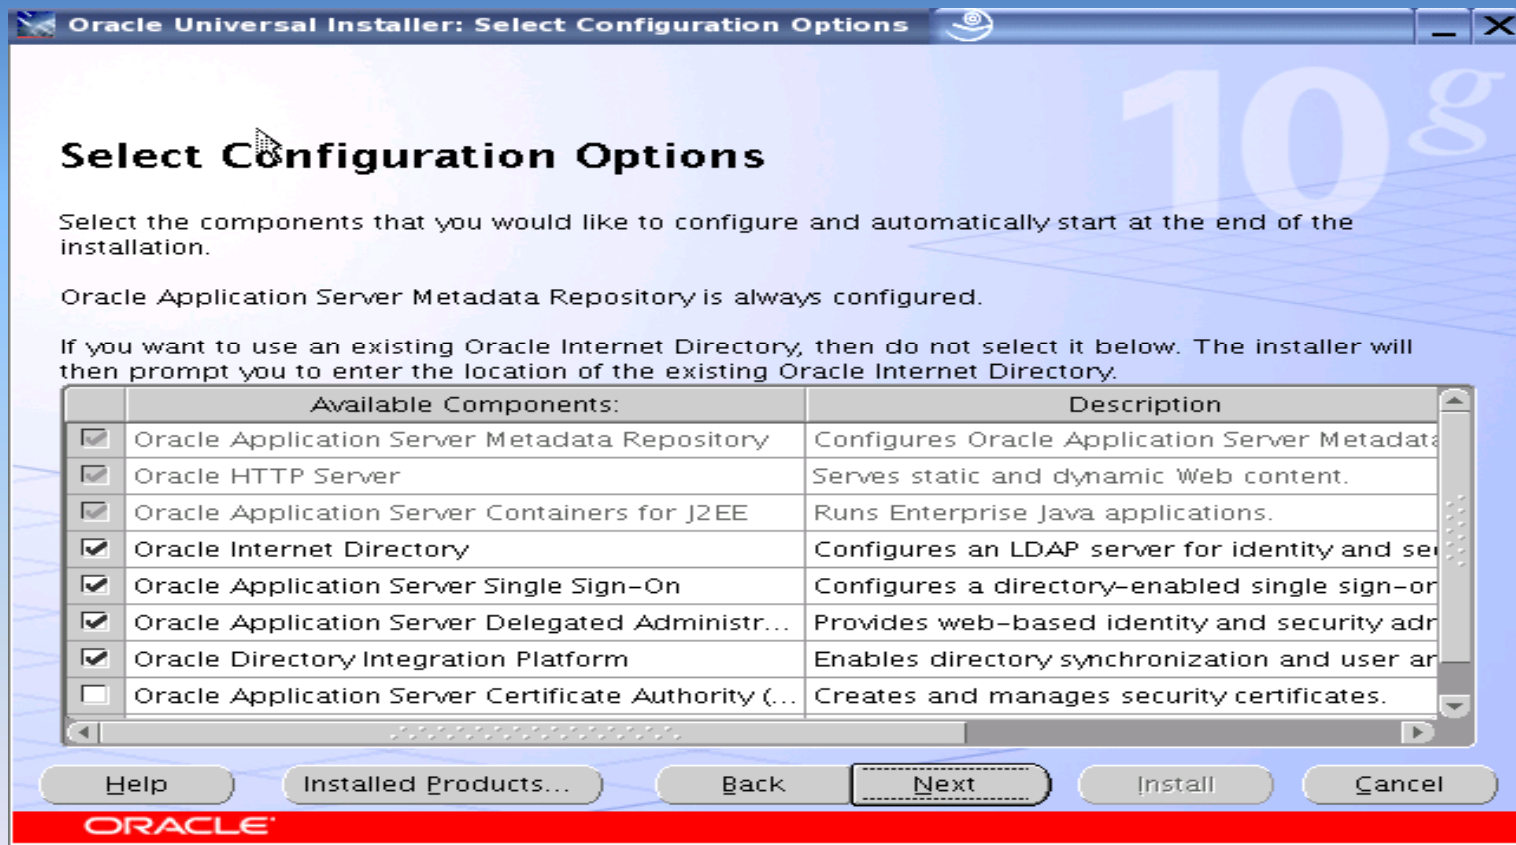 Oracle Universal Installer: Select Configuration Options
10g
Select Configuration Options
Select the components that you would like to configure and automatically start at the end of the
installation.
Oracle Application Server Metadata Repository is always configured.
If you want to use an existing Oracle Internet Directory, then do not select it below. The installer will
then prompt you to enter the location of the existing Oracle Internet Directory.
Available Components: Description
Oracle Application Server Metadata Repository Configures Oracle Application Server Metadata
Oracle HTTP Server Serves static and dynamic Web content.
Oracle Application Server Containers for J2EE Runs Enterprise Java applications.
Oracle Internet Directory Configures an LDAP server for identity and
Oracle Application Server Single Sign-On Configures a directory-enabled single
Oracle Application Server Delegated Administr... Provides web-based identity and security
Oracle Directory Integration Platform Enables directory synchronization and user
Oracle Application Server Certificate Authority (... Creates and manages security certificates.
Help Installed Products... Back Next Install Cancel
ORACLE